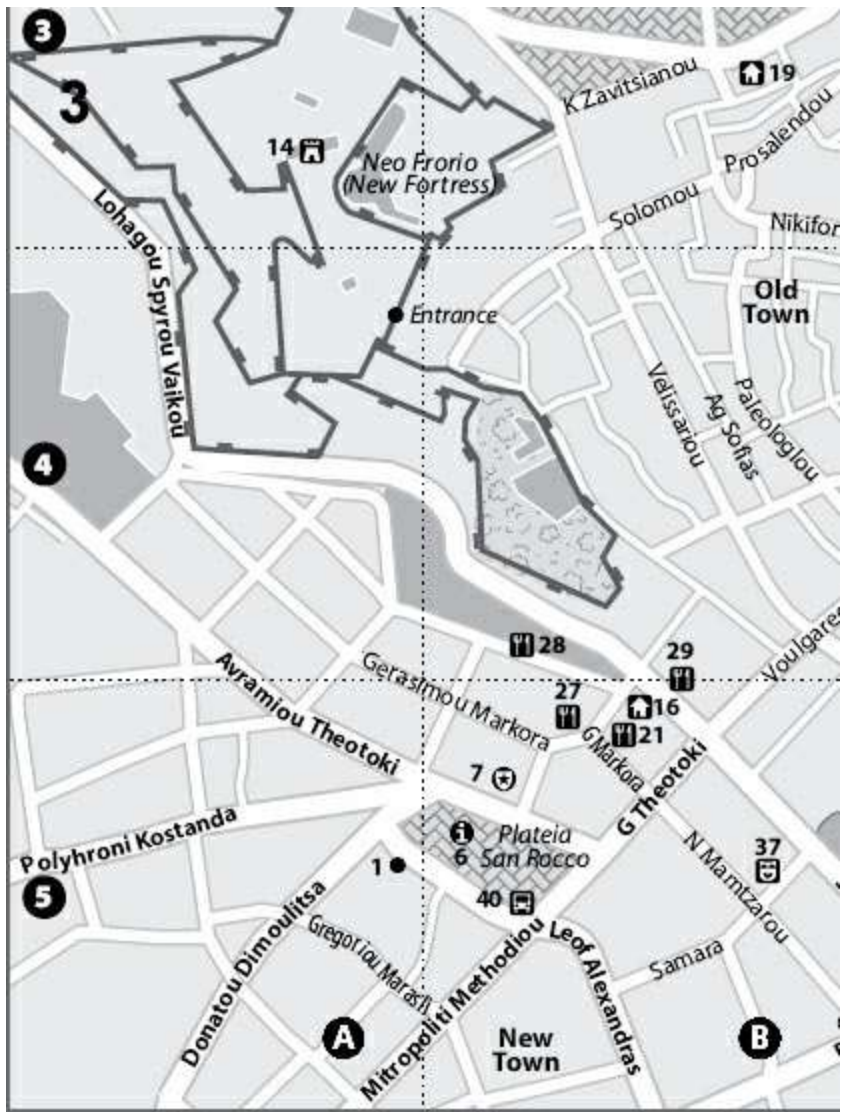 3
3
19
K Zavitsianou
14
Neo Frorio
(New Fortress)
Prosalendou
Solomou
Lohagou Spyrou Vaikou
Nikifor
Old
Town
Entrance
Velissariou
Ag Sofias
Paleologlou
4
28
29
Voulgare
Avramiou Theotoki
Gerasimou Markora
27
16
21
G Markora
7
G Theotoki
Polyhroni Kostanda
6
Plateia
San Rocco
1
N Mamtzarou
37
5
40
Donatou Dimoulitsa
Gregoriou Marasli
Mitropoliti Methodiou
Leof Alexandras
Samara
A
New
Town
B